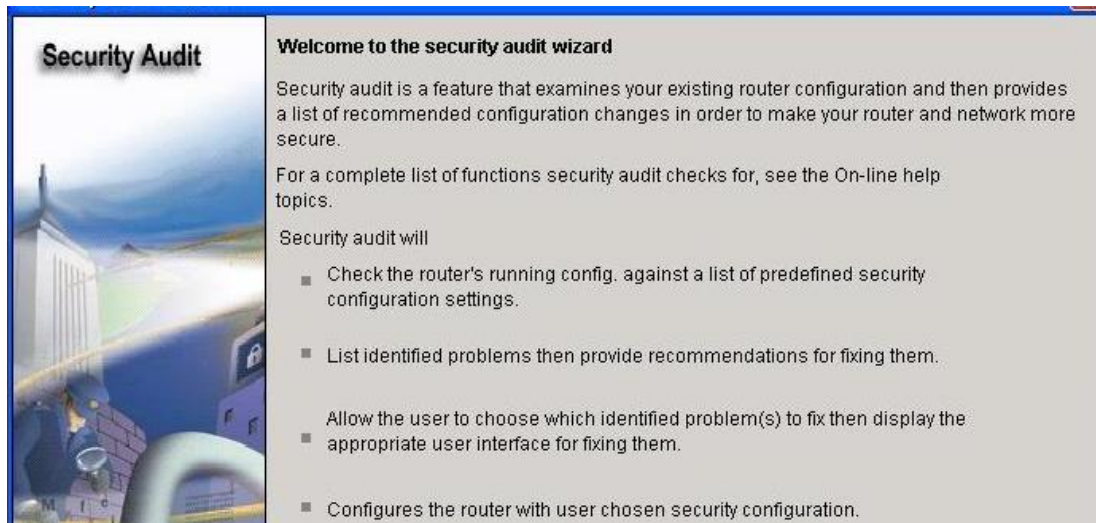 Security Audit
Welcome to the security audit wizard
Security audit is a feature that examines your existing router configuration and then provides
a list of recommended configuration changes in order to make your router and network more
secure.
For a complete list of functions security audit checks for, see the On-line help
topics.
Security audit will
Check the router's running config. against a list of predefined security
configuration settings.
List identified problems then provide recommendations for fixing them.
Allow the user to choose which identified problem(s) to fix then display the
appropriate user interface for fixing them.
Configures the router with user chosen security configuration.